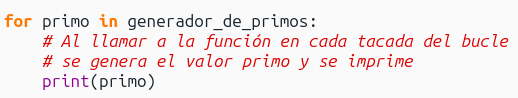 for primo in generador_de_primos:
    # Al llamar a la función en cada tacada del bucle
    # se genera el valor primo y se imprime
    print(primo)